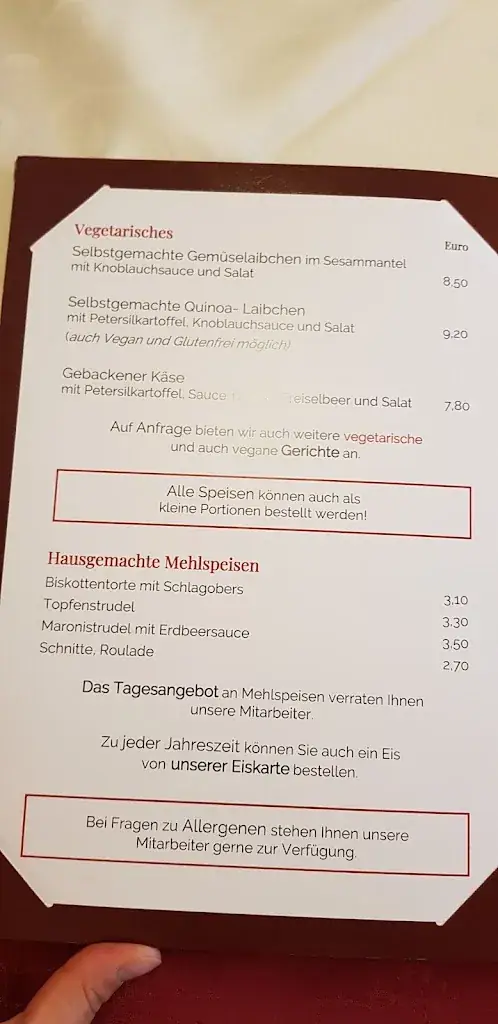 Vegetarisches
Euro
Selbstgemachte Gemüselaibchen im Sesammantel
mit Knoblauchsauce und Salat
8,50
Selbstgemachte Quinoa- Laibchen
mit Petersilkartoffel, Knoblauchsauce und Salat
9,20
(auch Vegan und Glutenfrei möglich)
Gebackener Käse
mit Petersilkartoffel, Sauce und Salat
7,80
Auf Anfrage bieten wir auch weitere vegetarische
und auch vegane Gerichte an.
Alle Speisen können auch als
kleine Portionen bestellt werden!
Hausgemachte Mehlspeisen
Biskottentorte mit Schlagobers 3,10
Topfenstrudel 3,30
Maronistrudel mit Erdbeersauce 3,50
Schnitte, Roulade 2,70
Das Tagesangebot an Mehlspeisen verraten Ihnen
unsere Mitarbeiter.
Zu jeder Jahreszeit können Sie auch ein Eis
von unserer Eiskarte bestellen.
Bei Fragen zu Allergenen stehen Ihnen unsere
Mitarbeiter gerne zur Verfügung.